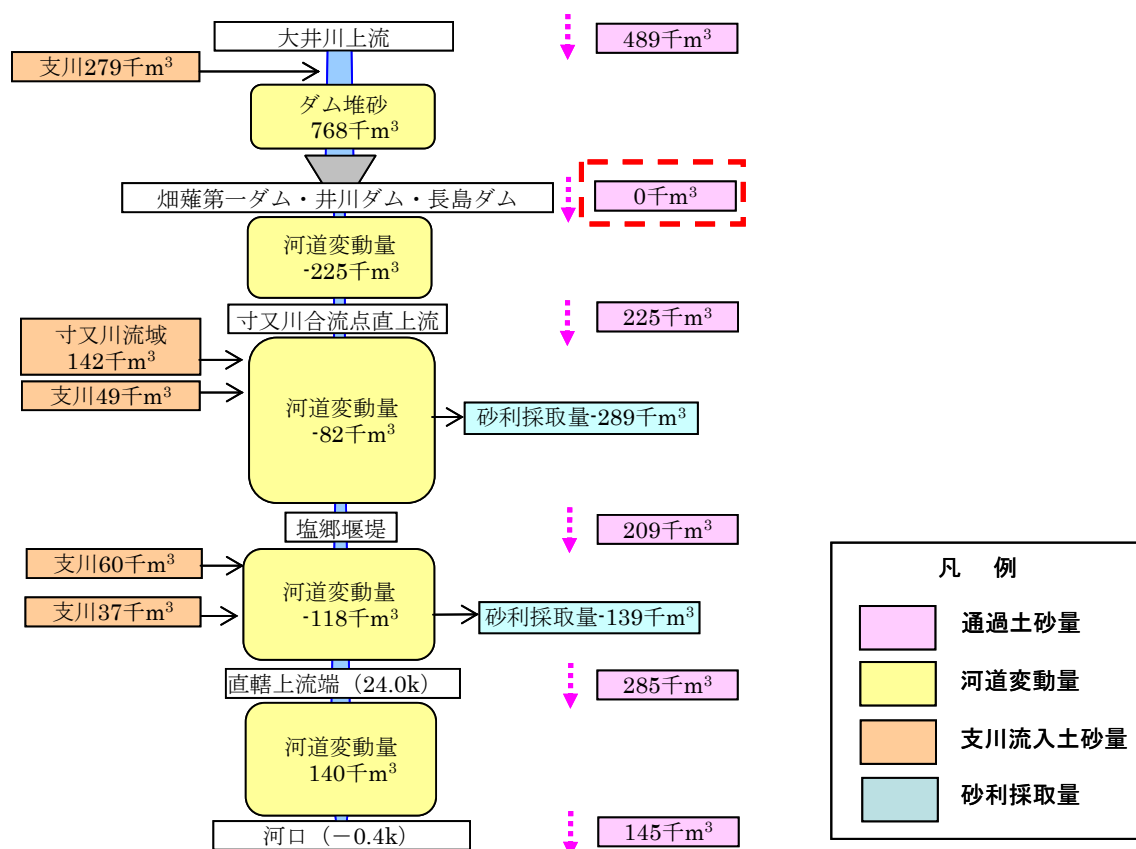 大井川上流
489千m³
支川279千m³
ダム堆砂
768千m³
畑薙第一ダム・井川ダム・長島ダム
0千m³
河道変動量
-225千m³
寸又川合流点直上流
225千m³
寸又川流域
142千m³
支川49千m³
河道変動量
-82千m³
砂利採取量-289千m³
塩郷堰堤
209千m³
支川60千m³
支川37千m³
河道変動量
-118千m³
砂利採取量-139千m³
直轄上流端（24.0k）
285千m³
河道変動量
140千m³
河口（－0.4k）
145千m³
凡 例
通過土砂量
河道変動量
支川流入土砂量
砂利採取量